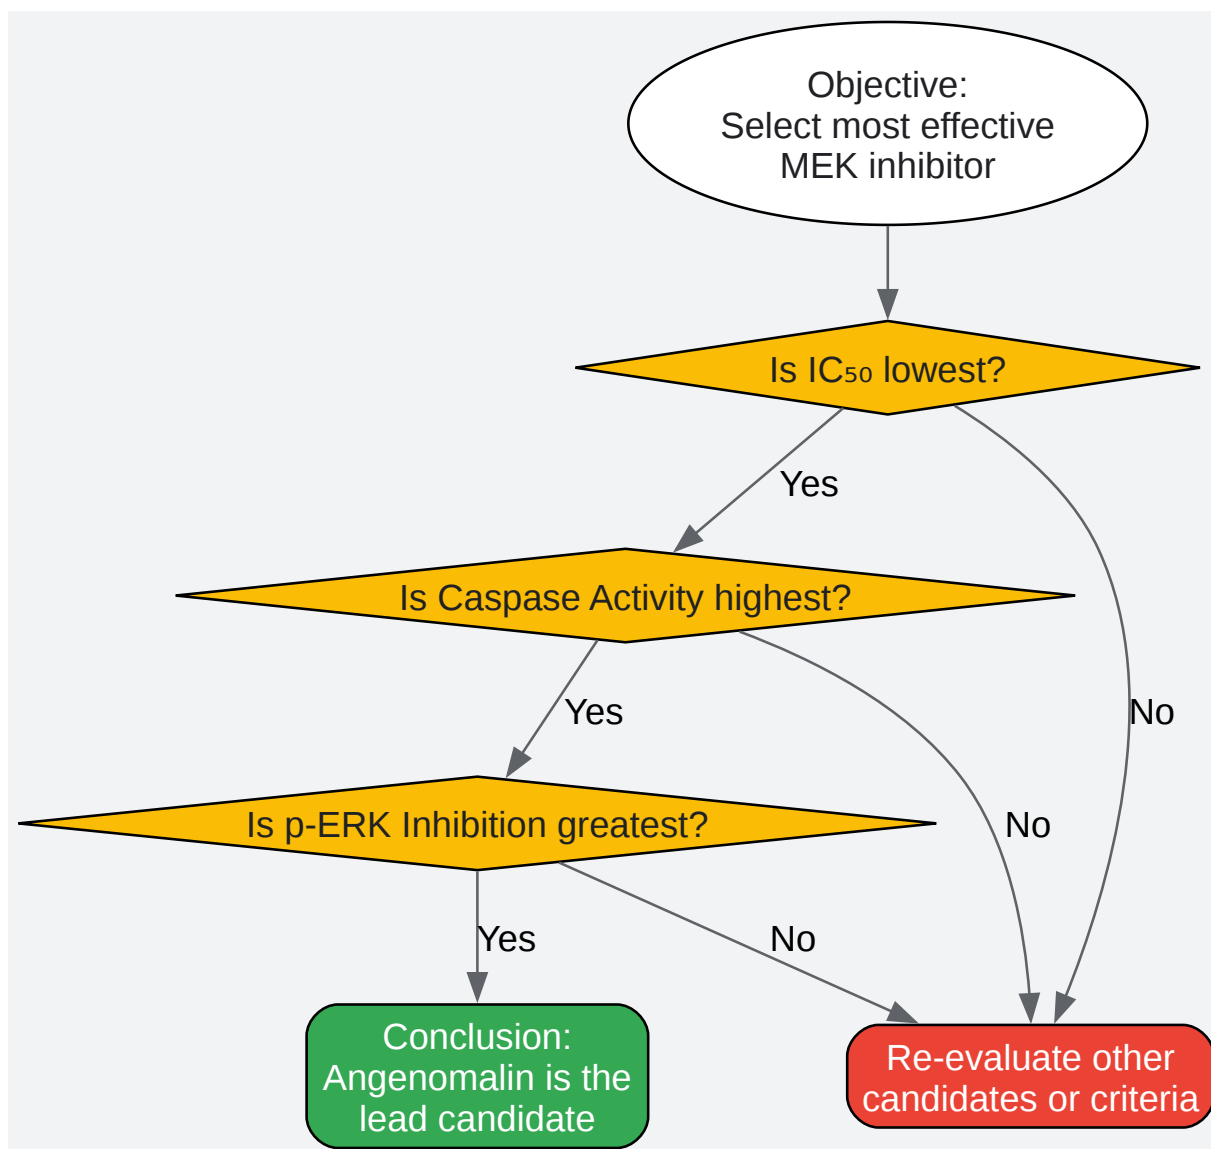 Objective:
Select most effective
MEK inhibitor
Is IC₅₀ lowest?
Yes
Is Caspase Activity highest?
Yes
No
Is p-ERK Inhibition greatest?
No
Yes
No
Conclusion:
Angenomalin is the
lead candidate
Re-evaluate other
candidates or criteria